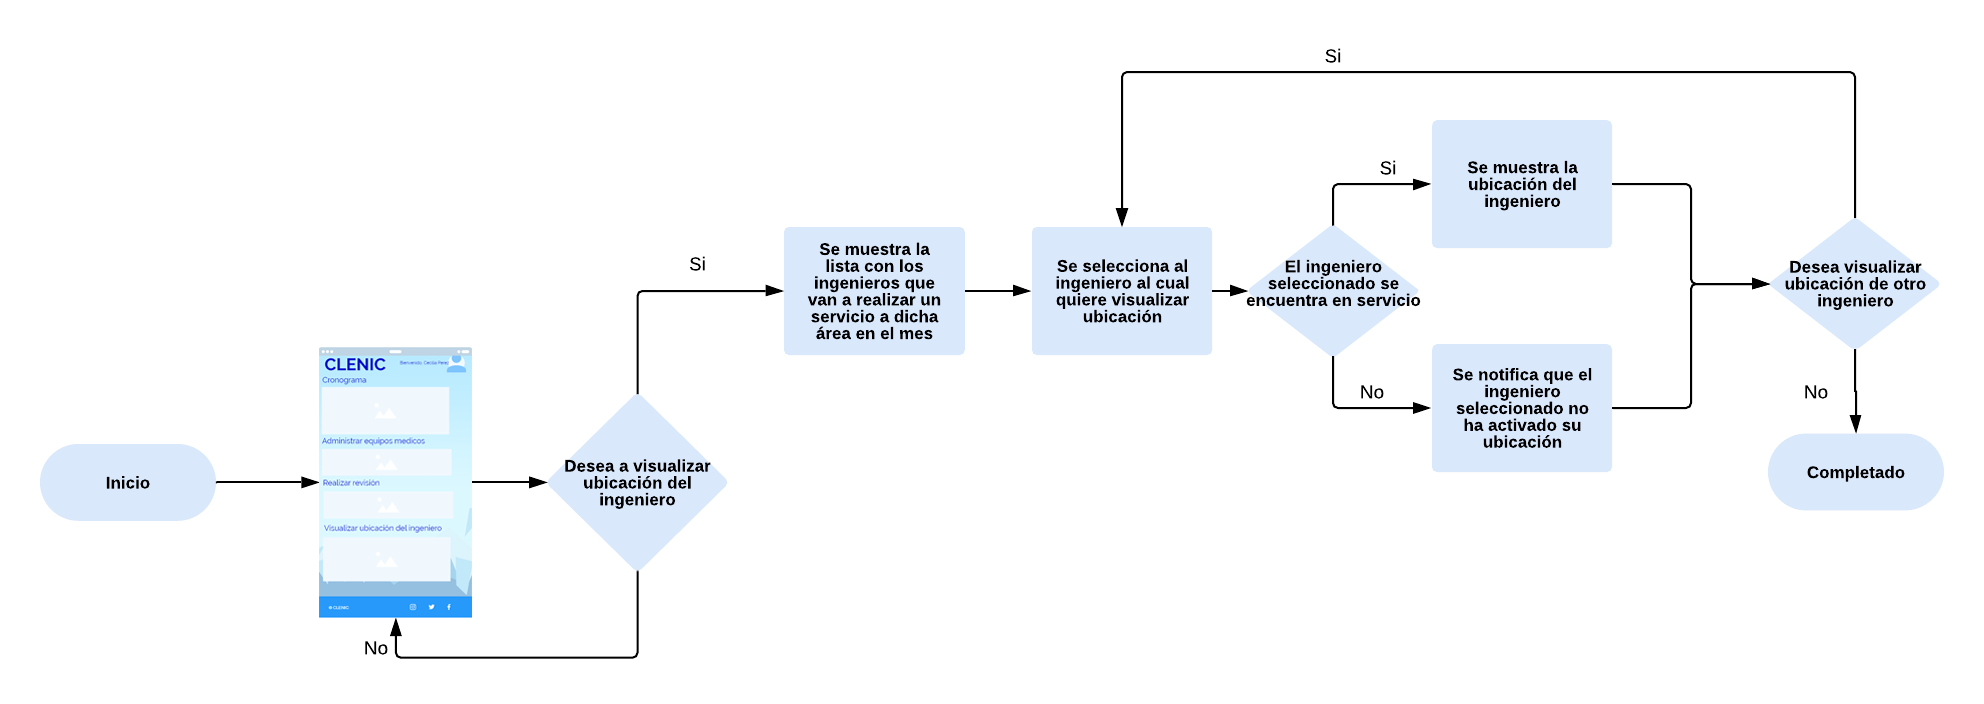 Inicio
CLENIC
Bienvenido, Cecilia Perez
Cronograma
Administrar equipos medicos
Realizar revisión
Visualizar ubicación del ingeniero
© CLENIC
No
Desea a visualizar
ubicación del
ingeniero
Si
Se muestra la
lista con los
ingenieros que
van a realizar un
servicio a dicha
área en el mes
Se selecciona al
ingeniero al cual
quiere visualizar
ubicación
El ingeniero
seleccionado se
encuentra en servicio
Si
Se muestra la
ubicación del
ingeniero
No
Se notifica que el
ingeniero
seleccionado no
ha activado su
ubicación
Si
Desea visualizar
ubicación de otro
ingeniero
No
Completado